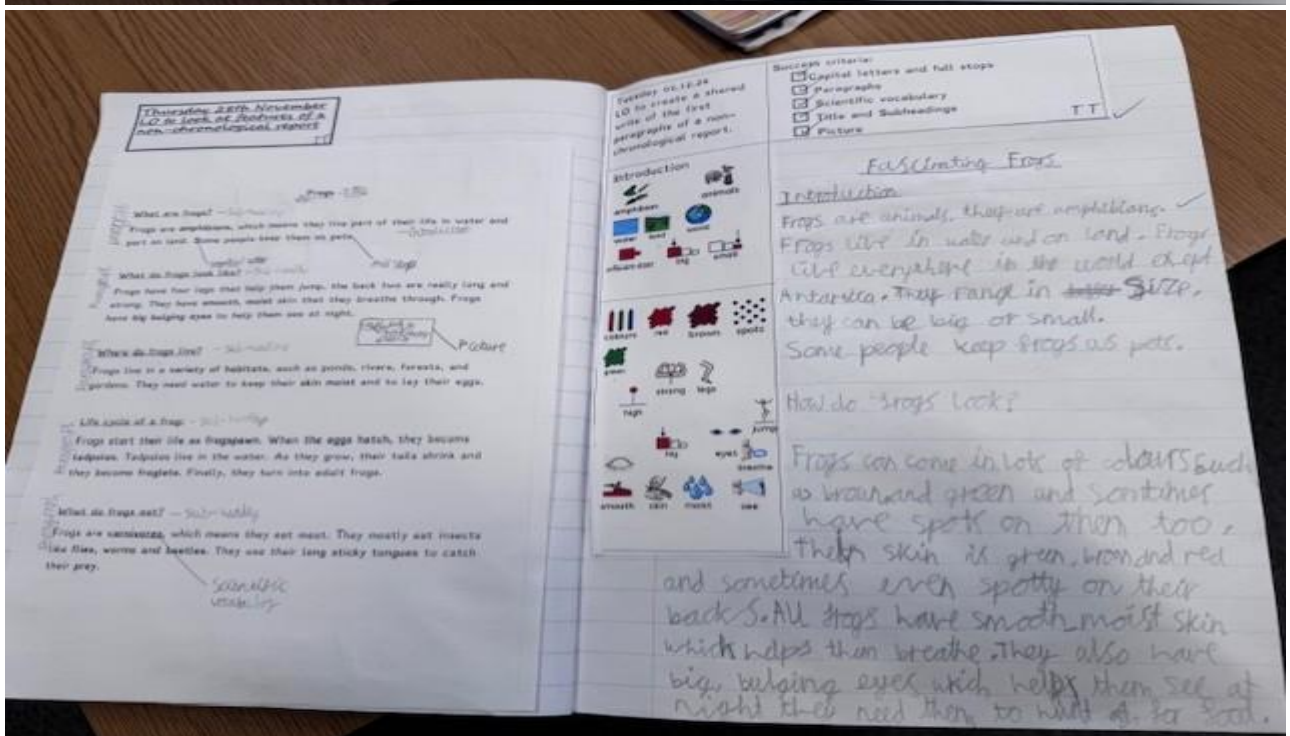 Thursday 28th November
LO to look at features of a
non-chronological report
TT
Frogs
What are frogs?
Frogs are amphibians, which means they live part of their life in water and
part on land. Some people keep them as pets.
What do frogs look like?
Frogs have four legs that help them jump, the back two are really long and
strong. They have smooth, moist skin that they breathe through. Frogs
have big bulging eyes to help them see at night.
Picture
Where do frogs live?
Frogs live in a variety of habitats, such as ponds, rivers, forests, and
gardens. They need water to keep their skin moist and to lay their eggs.
Life cycle of a frog
Frogs start their life as frogspawn. When the eggs hatch, they become
tadpoles. Tadpoles live in the water. As they grow, their tails shrink and
they become froglets. Finally, they turn into adult frogs.
What do frogs eat?
Frogs are carnivores, which means they eat meat. They mostly eat insects
like flies, worms and beetles. They use their long sticky tongues to catch
their prey.
Scientific
Tuesday 02.12.24
LO to create a shared
write of the first
paragraphs of a non-
chronological report.
Success criteria:
Capital letters and full stops
Paragraphs
Scientific vocabulary
Title and Subheadings
Picture
TT
Introduction
amphibian
animals
water
land
world
big
small
colours
red
brown
spots
green
strong
legs
high
jump
big
eyes
breathe
smooth
skin
moist
see
Fascinating Frogs
Introduction
Frogs are animals, they are amphibians.
Frogs live in water and on land. Frogs
live everywhere in the world exept
They range in Size,
they can be big or small.
Some people keep frogs as pets.
How do frogs Look?
Frogs can come in lots of colours such
as brown and green and
have spots on them too.
skin is green, and red
and sometimes even spotty on their
backs. All frogs have smooth moist skin
which helps them breathe. They also have
big, bulging eyes wich helps them see at
night they need them to for food.